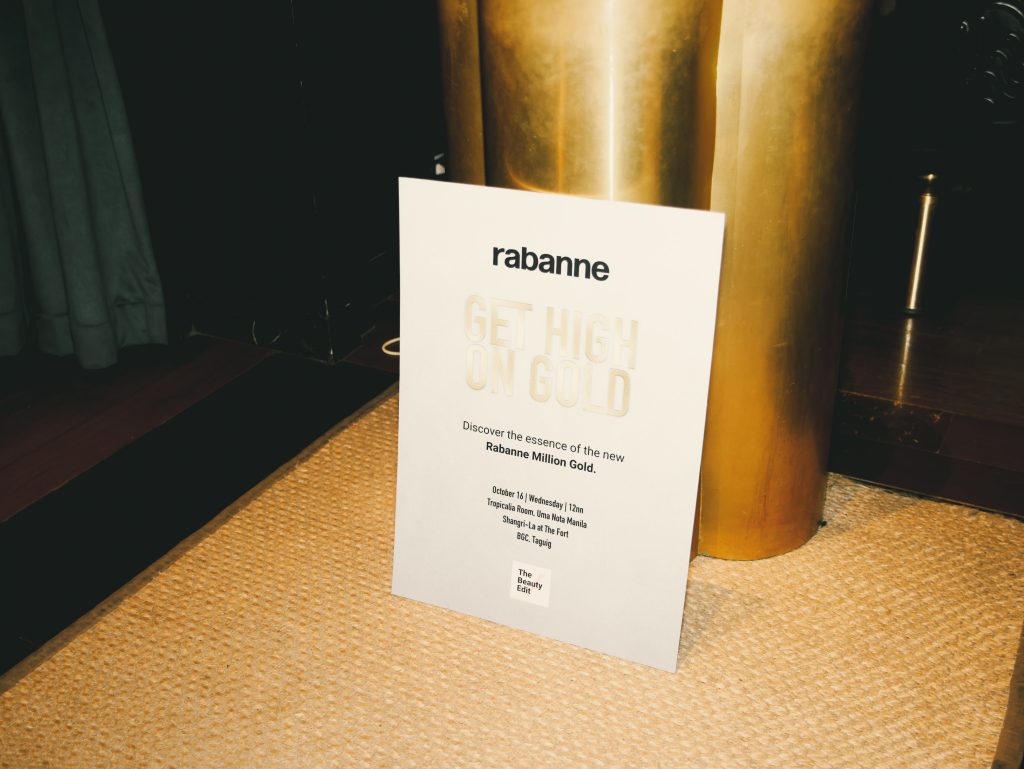 rabanne
GET HIGH
ON GOLD
Discover the essence of the new
Rabanne Million Gold.
October 16 | Wednesday | 12nn
Tropicalia Room, Uma Nota Manila
Shangri-La at The Fort
BGC, Taguig
The
Beauty
Edit